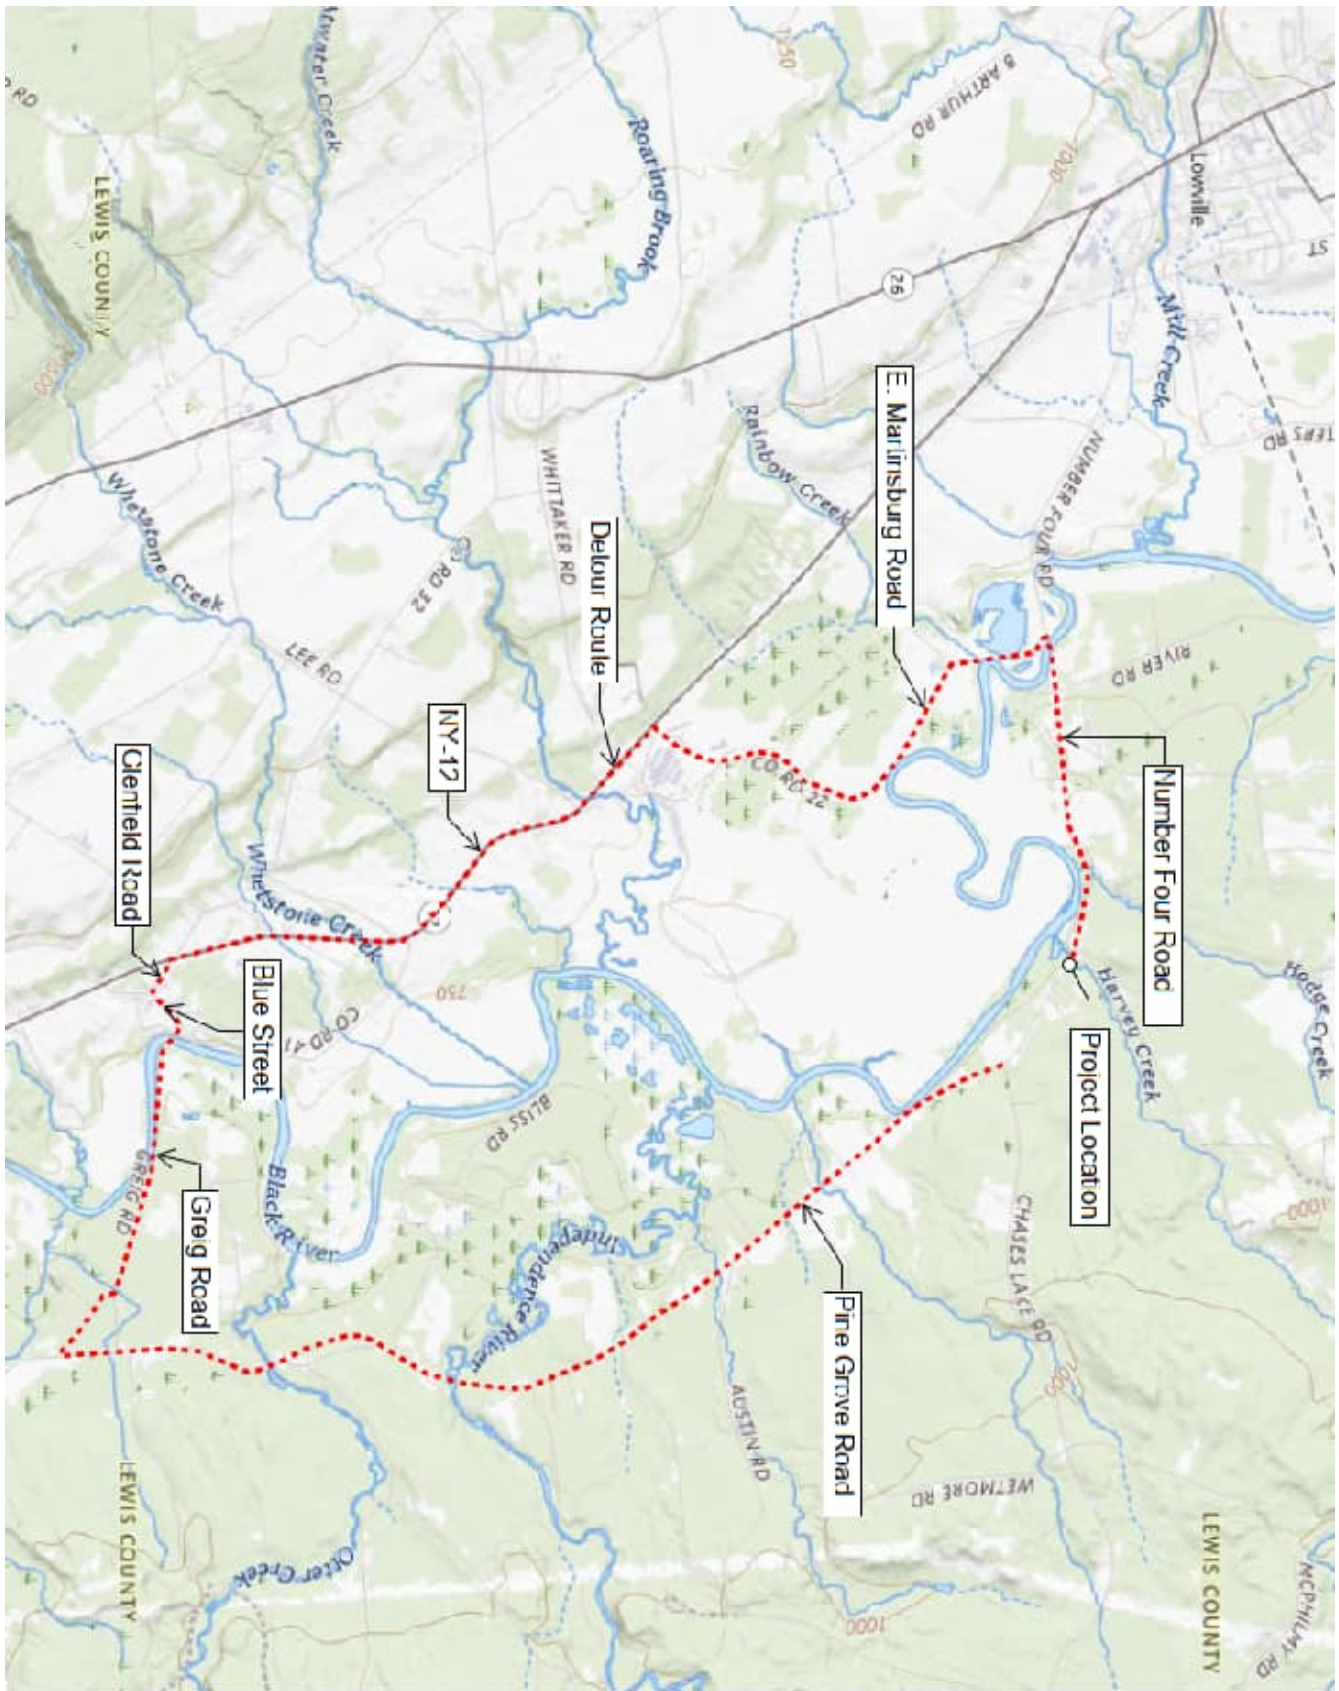 Lowville
ST
Mill Creek
B ARTHUR RD
1250
1000
26
Roaring Brook
Atwater Creek
LEWIS COUNTY
TERS RD
NUMBER FOUR RD
E. Martinsburg Road
Rainbow Creek
WHITTAKER RD
Detour Route
RD 32
Whetstone Creek
LEE RD
RIVER RD
Number Four Road
CO RD 22
NY-12
Glenfield Road
Whetstone Creek
Blue Street
750
CO RD 41
Hodge Creek
Harvey Creek
Project Location
BLISS RD
Black River
GREIG RD
Greig Road
Independence River
CHASES LAKE RD
1000
1000
Pine Grove Road
AUSTIN RD
WETMORE RD
LEWIS COUNTY
Otter Creek
1000
LEWIS COUNTY